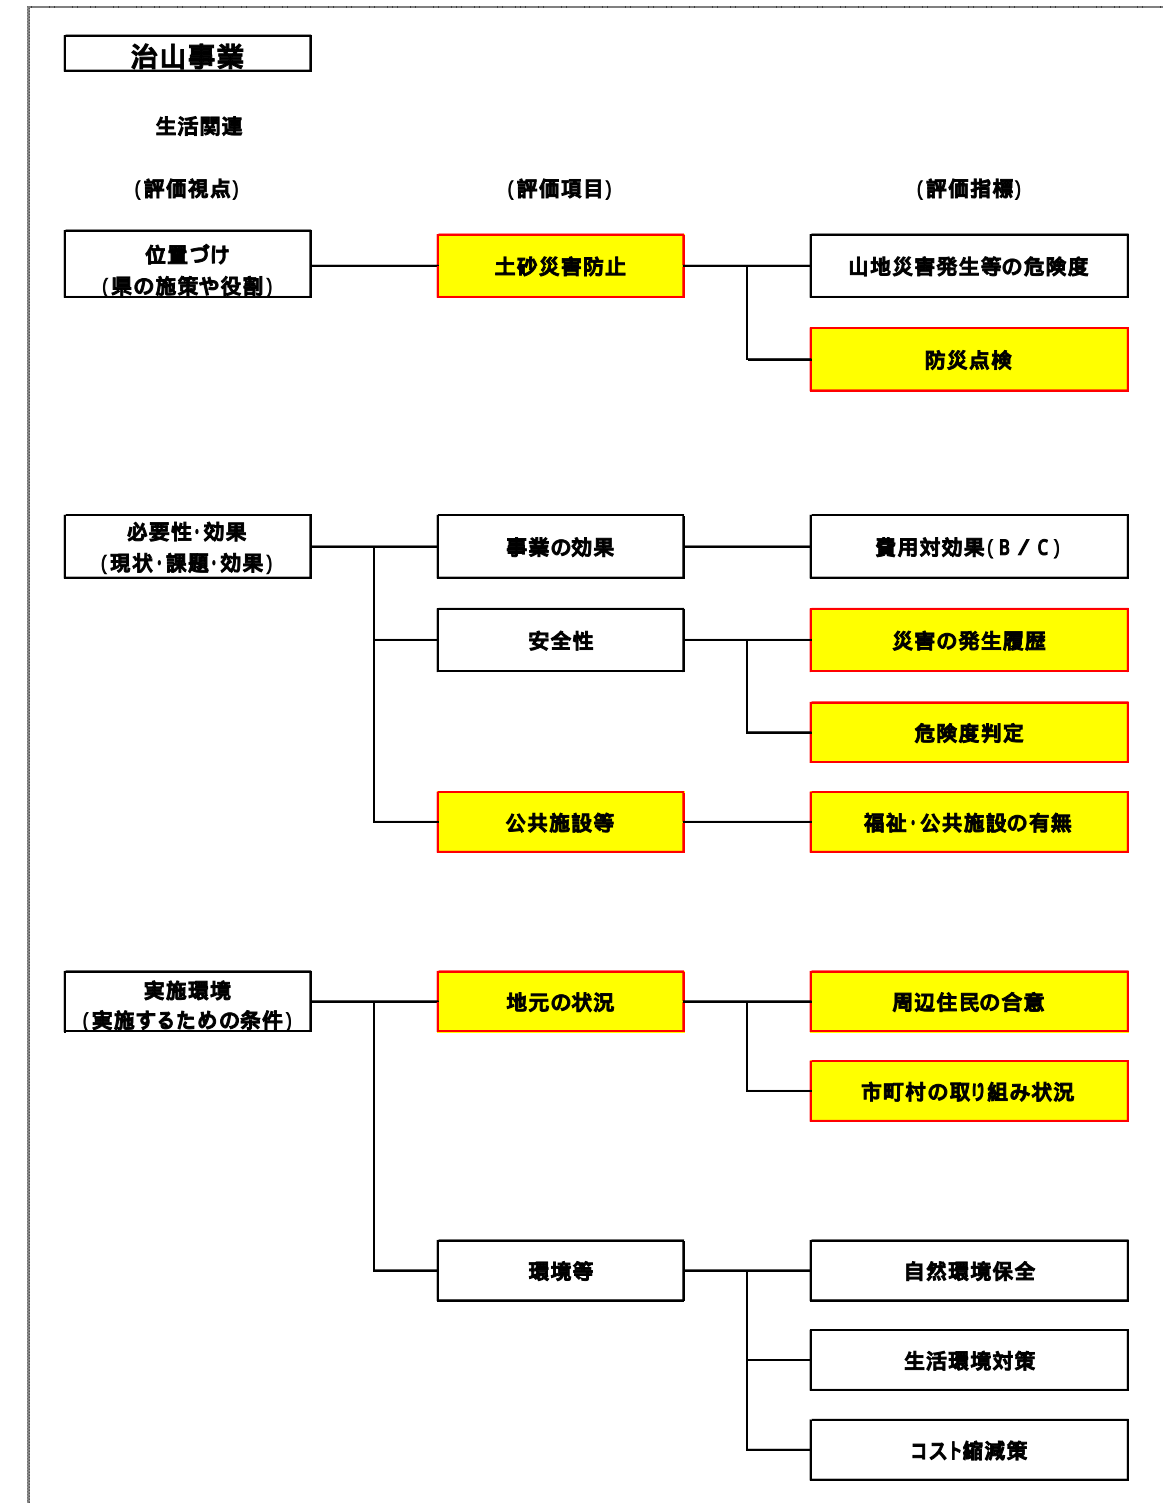 治山事業
生活関連
(評価視点) (評価項目) (評価指標)
位置づけ
(県の施策や役割)
土砂災害防止
山地災害発生等の危険度
防災点検
必要性・効果
(現状・課題・効果)
事業の効果
費用対効果(B/C)
安全性
災害の発生履歴
危険度判定
公共施設等
福祉・公共施設の有無
実施環境
(実施するための条件)
地元の状況
周辺住民の合意
市町村の取り組み状況
環境等
自然環境保全
生活環境対策
コスト縮減策